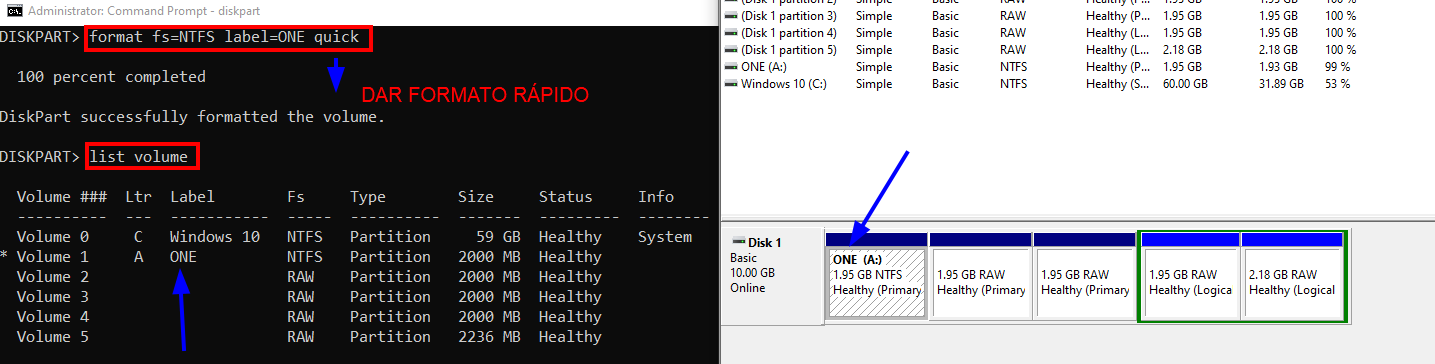 Administrator: Command Prompt - diskpart
DISKPART> format fs=NTFS label=ONE quick
100 percent completed
DAR FORMATO RÁPIDO
DiskPart successfully formatted the volume.
DISKPART> list volume
Volume ### Ltr Label Fs Type Size Status Info
---------- --- ----------- ----- ---------- ------- --------- --------
Volume 0 C Windows 10 NTFS Partition 59 GB Healthy System
* Volume 1 A ONE NTFS Partition 2000 MB Healthy
Volume 2 RAW Partition 2000 MB Healthy
Volume 3 RAW Partition 2000 MB Healthy
Volume 4 RAW Partition 2000 MB Healthy
Volume 5 RAW Partition 2236 MB Healthy
(Disk 1 partition 2) Simple Basic RAW Healthy (P... 1.95 GB 1.95 GB 100 %
(Disk 1 partition 3) Simple Basic RAW Healthy (P... 1.95 GB 1.95 GB 100 %
(Disk 1 partition 4) Simple Basic RAW Healthy (L... 1.95 GB 1.95 GB 100 %
(Disk 1 partition 5) Simple Basic RAW Healthy (L... 2.18 GB 2.18 GB 100 %
ONE (A:) Simple Basic NTFS Healthy (P... 1.95 GB 1.93 GB 99 %
Windows 10 (C:) Simple Basic NTFS Healthy (S... 60.00 GB 31.89 GB 53 %
Disk 1
Basic
10.00 GB
Online
ONE (A:)
1.95 GB NTFS
Healthy (Primary
1.95 GB RAW
Healthy (Primary
1.95 GB RAW
Healthy (Primary
1.95 GB RAW
Healthy (Logica
2.18 GB RAW
Healthy (Logical